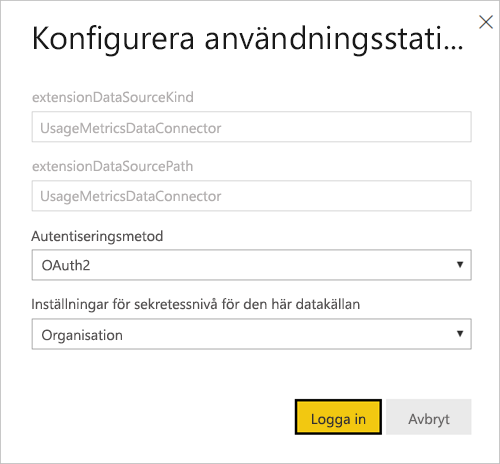 Konfigurera användningsstati...
extensionDataSourceKind
UsageMetricsDataConnector
extensionDataSourcePath
UsageMetricsDataConnector
Autentiseringsmetod
OAuth2
Inställningar för sekretessnivå för den här datakällan
Organisation
Logga in Avbryt